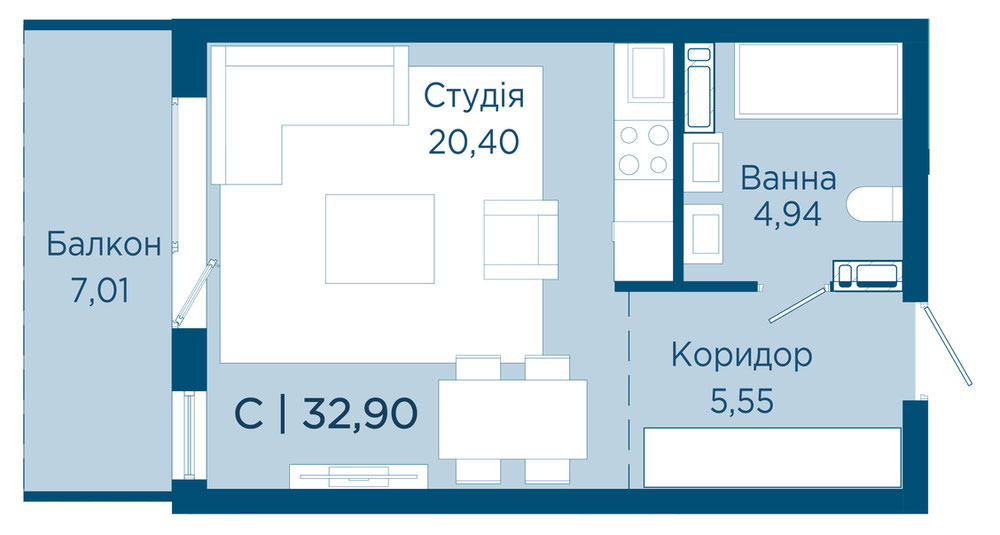 Студія
20,40
Ванна
4,94
Балкон
7,01
Коридор
5,55
С | 32,90